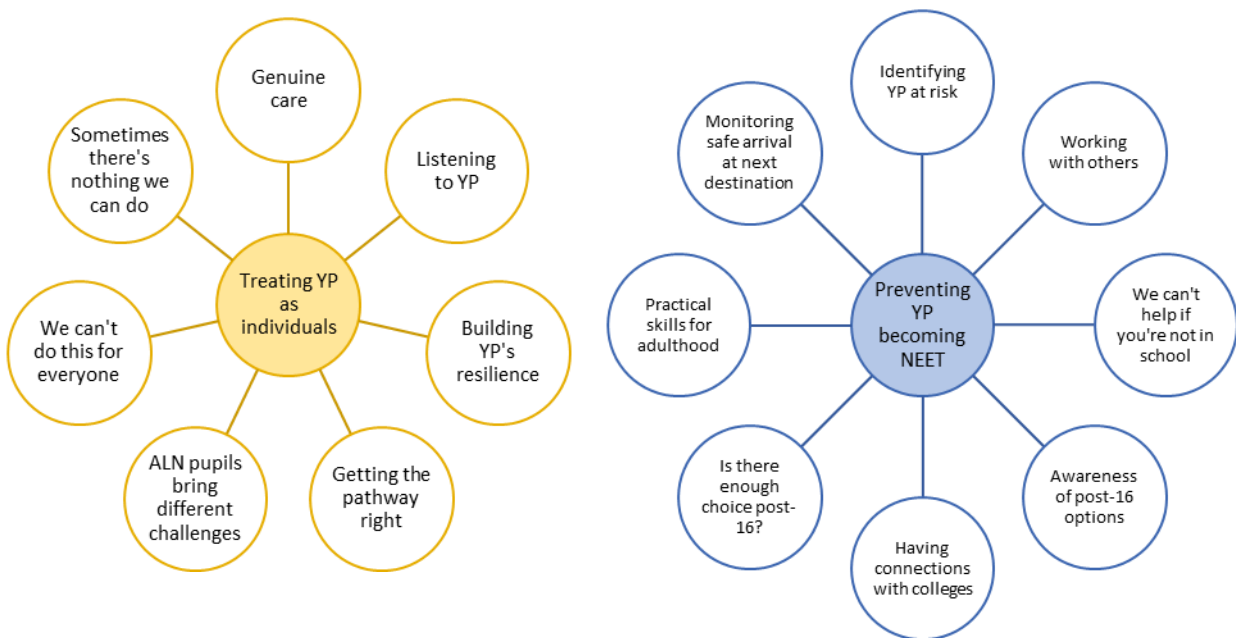 Treating YP
as
individuals
Genuine
care
Listening
to YP
Building
YP's
resilience
Getting the
pathway
right
ALN pupils
bring
different
challenges
We can't
do this for
everyone
Sometimes
there's
nothing we
can do
Preventing
YP
becoming
NEET
Identifying
YP at risk
Working
with others
We can't
help if
you're not in
school
Awareness
of post-16
options
Having
connections
with colleges
Is there
enough
choice post-
16?
Practical
skills for
adulthood
Monitoring
safe arrival
at next
destination